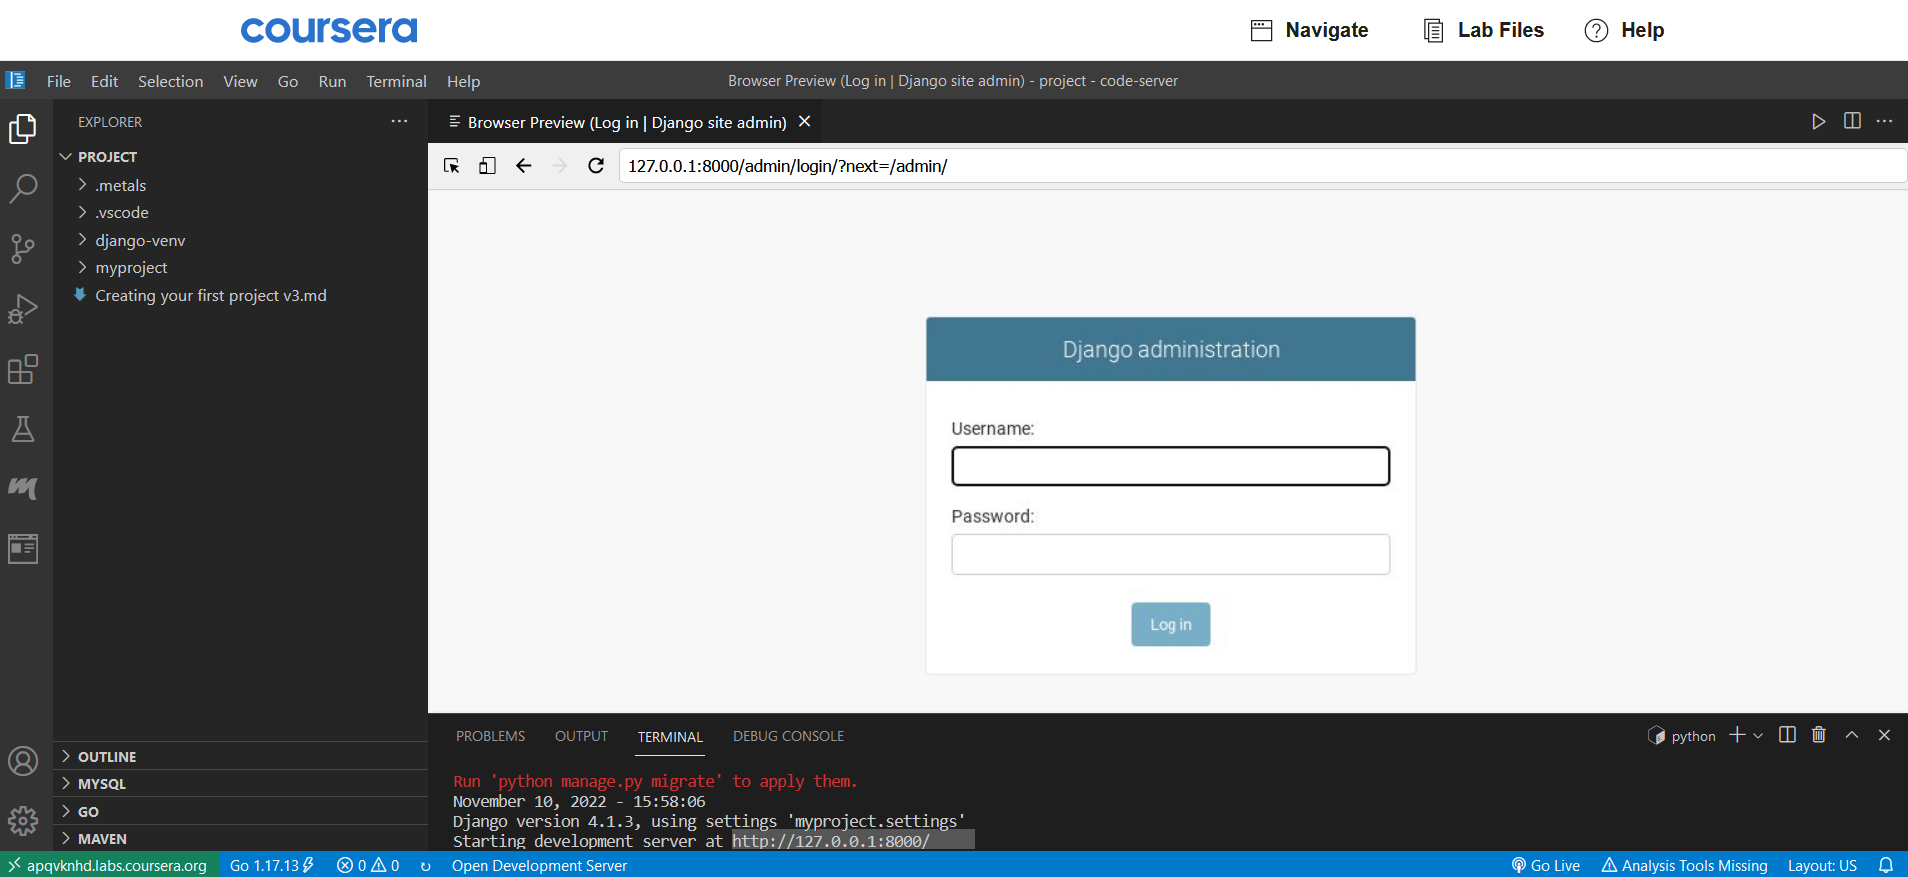 coursera
Navigate
Lab Files
Help
File Edit Selection View Go Run Terminal Help
Browser Preview (Log in | Django site admin) - project - code-server
EXPLORER
Browser Preview (Log in | Django site admin)
PROJECT
127.0.0.1:8000/admin/login/?next=/admin/
.metals
.vscode
django-venv
myproject
Creating your first project v3.md
Django administration
Username:
Password:
Log in
OUTLINE
MYSQL
GO
MAVEN
PROBLEMS OUTPUT TERMINAL DEBUG CONSOLE
python
Run 'python manage.py migrate' to apply them.
November 10, 2022 - 15:58:06
Django version 4.1.3, using settings 'myproject.settings'
Starting development server at http://127.0.0.1:8000/
apqvknhd.labs.coursera.org
Go 1.17.13
0 0
Open Development Server
Go Live
Analysis Tools Missing
Layout: US